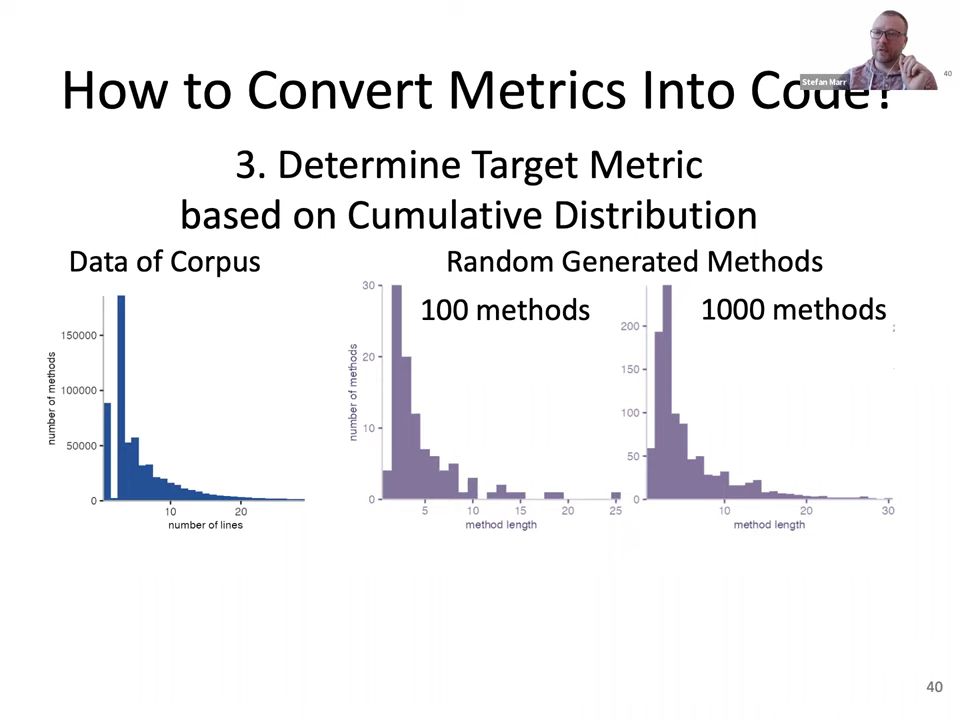 How to Convert Metrics Into Code?
Stefan Marr
40
3. Determine Target Metric
based on Cumulative Distribution
Data of Corpus
Random Generated Methods
100 methods
1000 methods
number of methods
150000
100000
50000
0
10
20
number of lines
number of methods
30
20
10
0
5
10
15
20
25
method length
200
150
100
50
0
10
20
30
method length
40